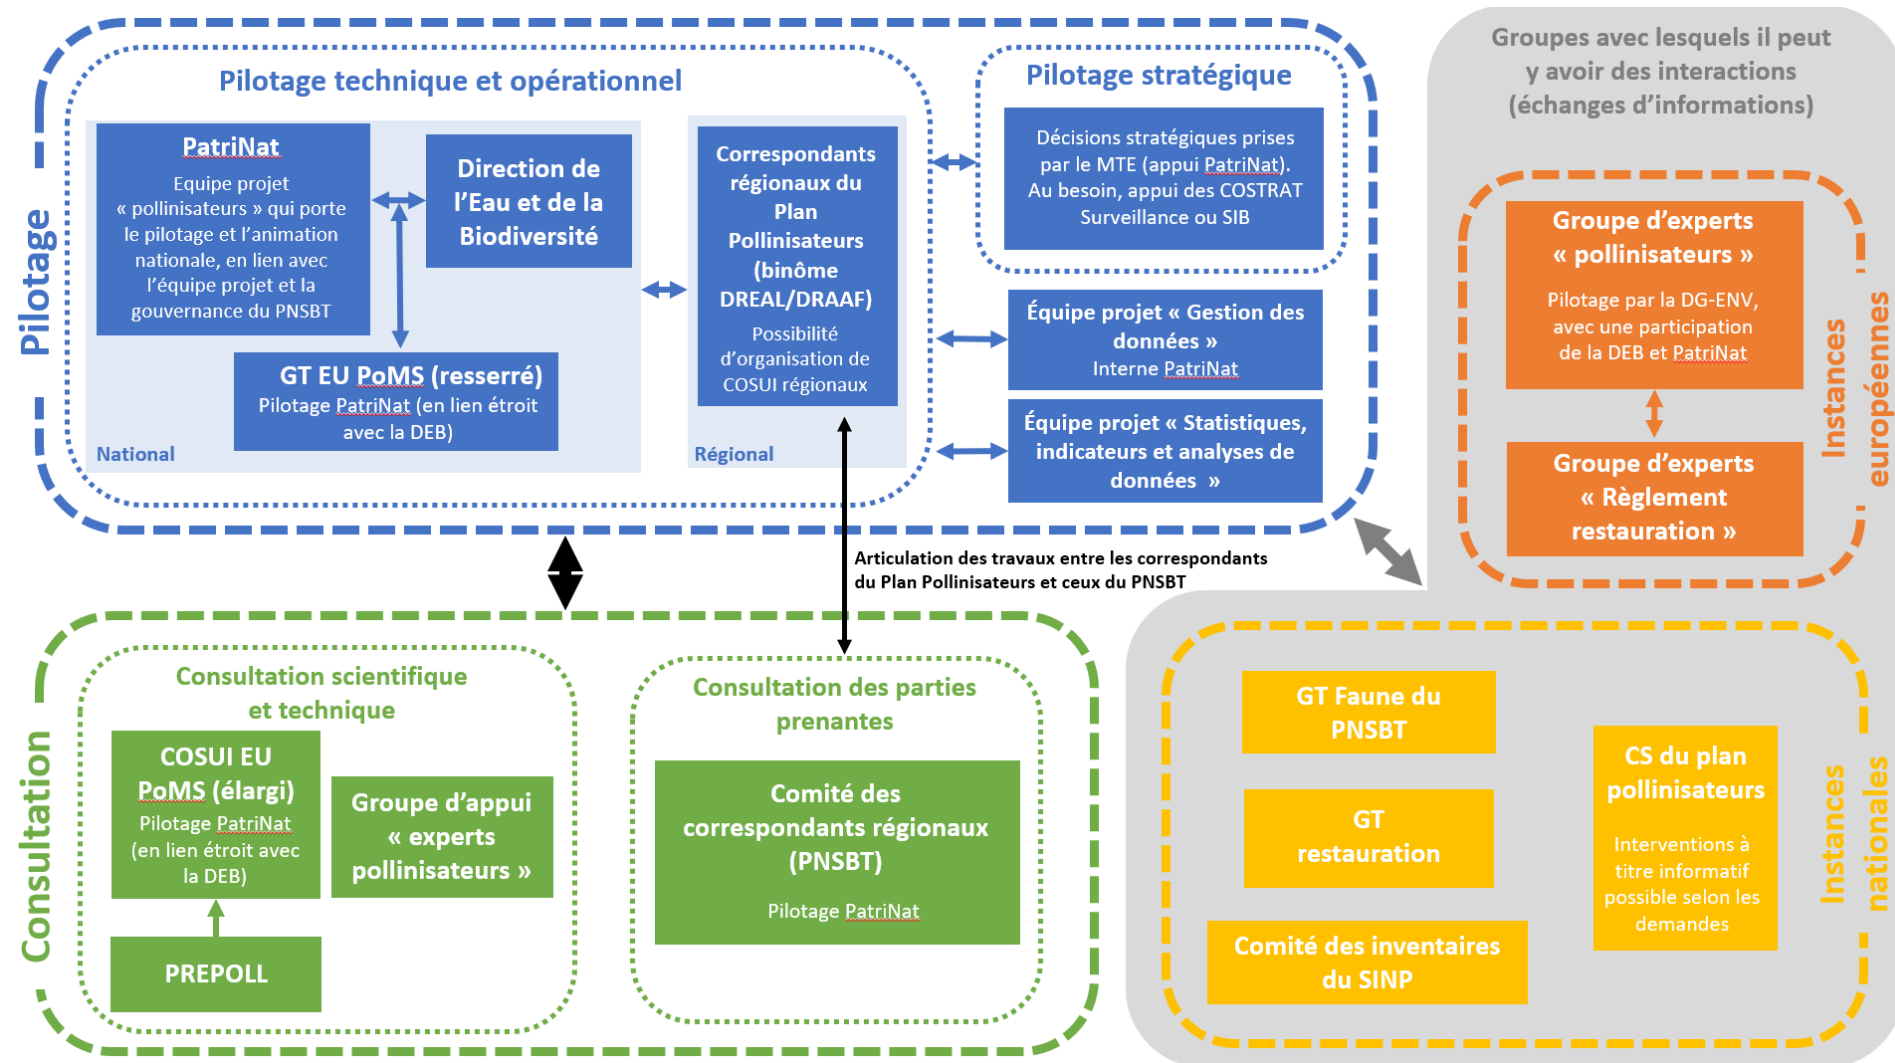 Pilotage
Pilotage technique et opérationnel
PatriNat
Equipe projet
« pollinisateurs » qui porte
le pilotage et l’animation
nationale, en lien avec
l’équipe projet et la
gouvernance du PNSBT
Direction de
l’Eau et de la
Biodiversité
GT EU PoMS (resserré)
Pilotage PatriNat (en lien étroit
avec la DEB)
National
Correspondants
régionaux du
Plan
Pollinisateurs
(binôme
DREAL/DRAAF)
Possibilité
d’organisation de
COSUI régionaux
Régional
Pilotage stratégique
Décisions stratégiques prises
par le MTE (appui PatriNat).
Au besoin, appui des COSTRAT
Surveillance ou SIB
Équipe projet « Gestion des
données »
Interne PatriNat
Équipe projet « Statistiques,
indicateurs et analyses de
données  »
Articulation des travaux entre les correspondants
du Plan Pollinisateurs et ceux du PNSBT
Consultation
Consultation scientifique
et technique
COSUI EU
PoMS (élargi)
Pilotage PatriNat
(en lien étroit avec
la DEB)
PREPOLL
Groupe d’appui
« experts
pollinisateurs »
Consultation des parties
prenantes
Comité des
correspondants régionaux
(PNSBT)
Pilotage PatriNat
Groupes avec lesquels il peut
y avoir des interactions
(échanges d’informations)
Groupe d’experts
« pollinisateurs »
Pilotage par la DG-ENV,
avec une participation
de la DEB et PatriNat
Groupe d’experts
« Règlement
restauration »
Instances
européennes
GT Faune du
PNSBT
GT
restauration
Comité des inventaires
du SINP
CS du plan
pollinisateurs
Interventions à
titre informatif
possible selon les
demandes
Instances
nationales